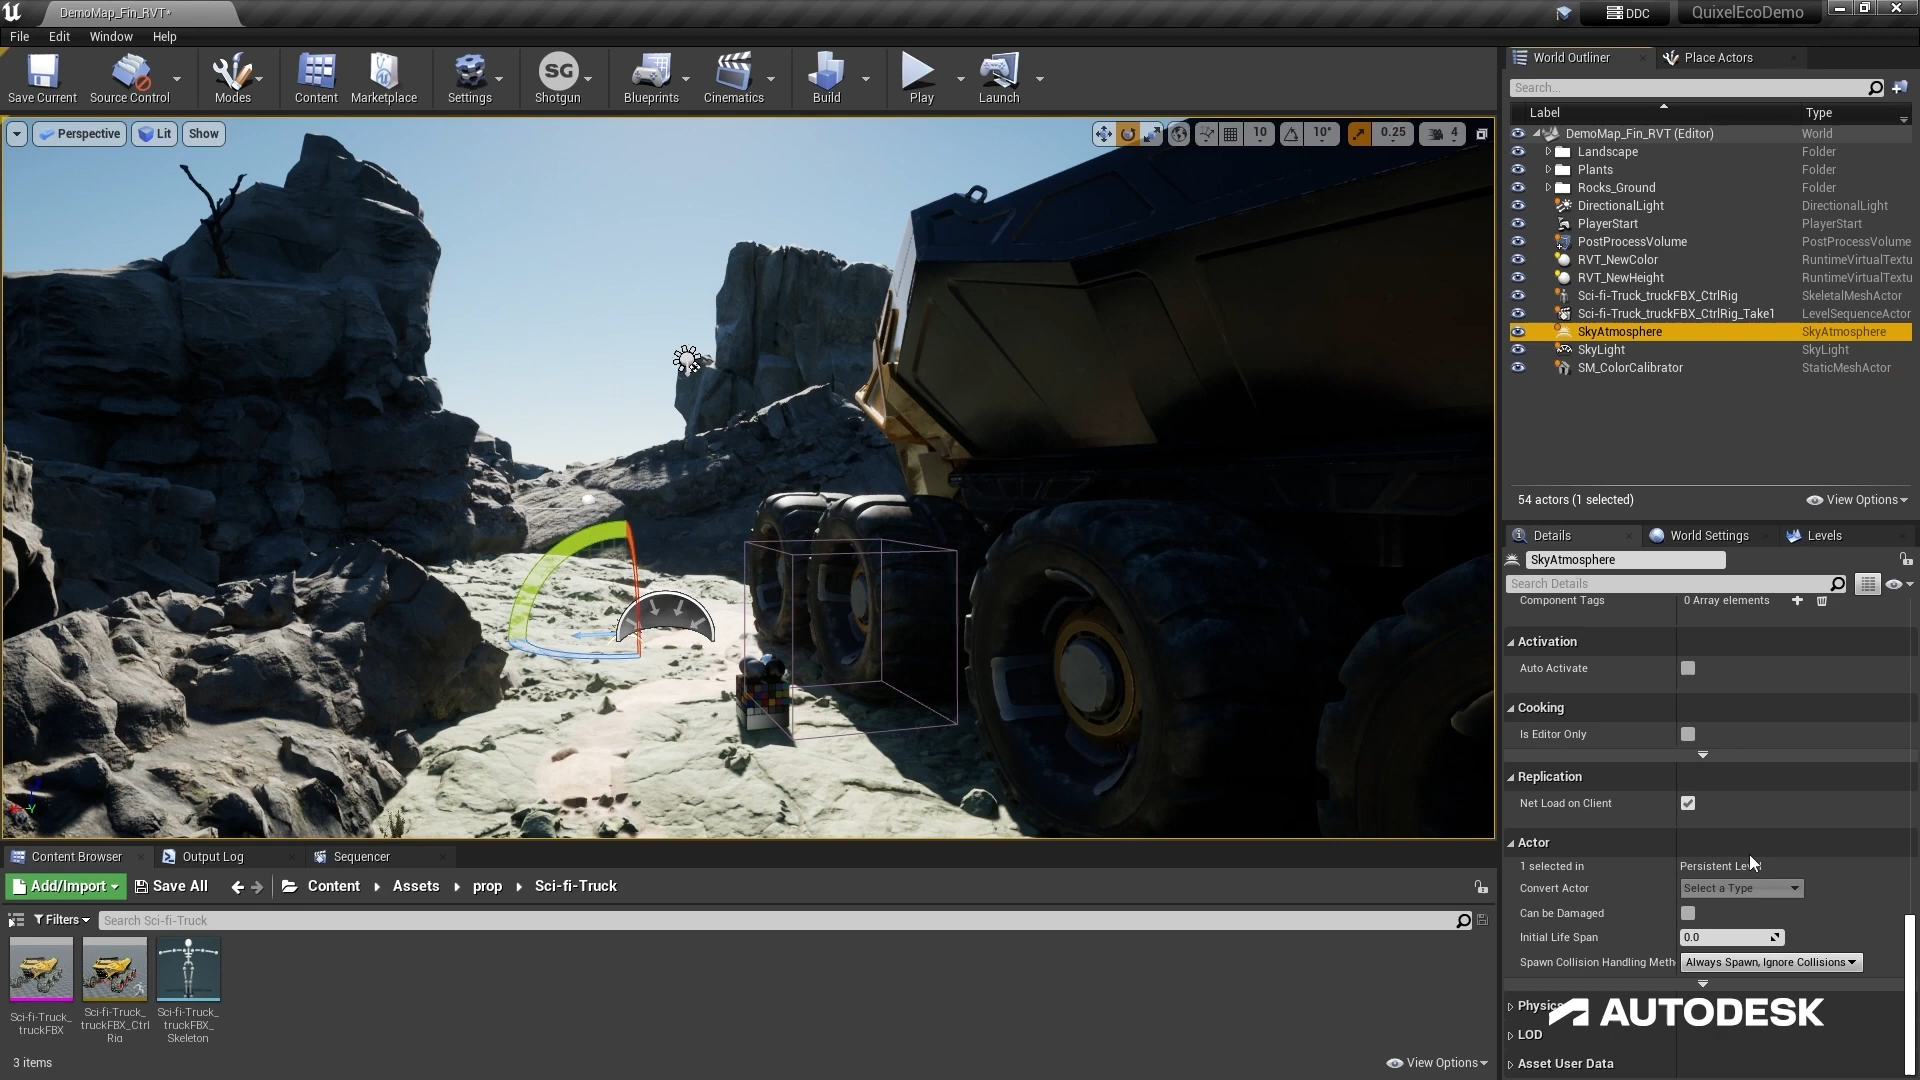 DemoMap_Fin_RVT*
DDC
QuixelEcoDemo
File Edit Window Help
Save Current Source Control Modes Content Marketplace Settings Shotgun Blueprints Cinematics Build Play Launch
SG
Perspective Lit Show
10 10° 0.25 4
World Outliner Place Actors
Search...
Label Type
DemoMap_Fin_RVT (Editor) World
Landscape Folder
Plants Folder
Rocks_Ground Folder
DirectionalLight DirectionalLight
PlayerStart PlayerStart
PostProcessVolume PostProcessVolume
RVT_NewColor RuntimeVirtualTextu
RVT_NewHeight RuntimeVirtualTextu
Sci-fi-Truck_truckFBX_CtrlRig SkeletalMeshActor
Sci-fi-Truck_truckFBX_CtrlRig_Take1 LevelSequenceActor
SkyAtmosphere SkyAtmosphere
SkyLight SkyLight
SM_ColorCalibrator StaticMeshActor
54 actors (1 selected) View Options
Details World Settings Levels
SkyAtmosphere
Search Details
Component Tags 0 Array elements
Activation
Auto Activate
Cooking
Is Editor Only
Replication
Net Load on Client
Actor
1 selected in Persistent Level
Convert Actor Select a Type
Can be Damaged
Initial Life Span 0.0
Spawn Collision Handling Meth Always Spawn, Ignore Collisions
Physics
AUTODESK
LOD
Asset User Data
Content Browser Output Log Sequencer
Add/Import Save All Content Assets prop Sci-fi-Truck
Filters Search Sci-fi-Truck
Sci-fi-Truck_
truckFBX
Sci-fi-Truck_
truckFBX_Ctrl
Rig
Sci-fi-Truck_
truckFBX_
Skeleton
3 items View Options